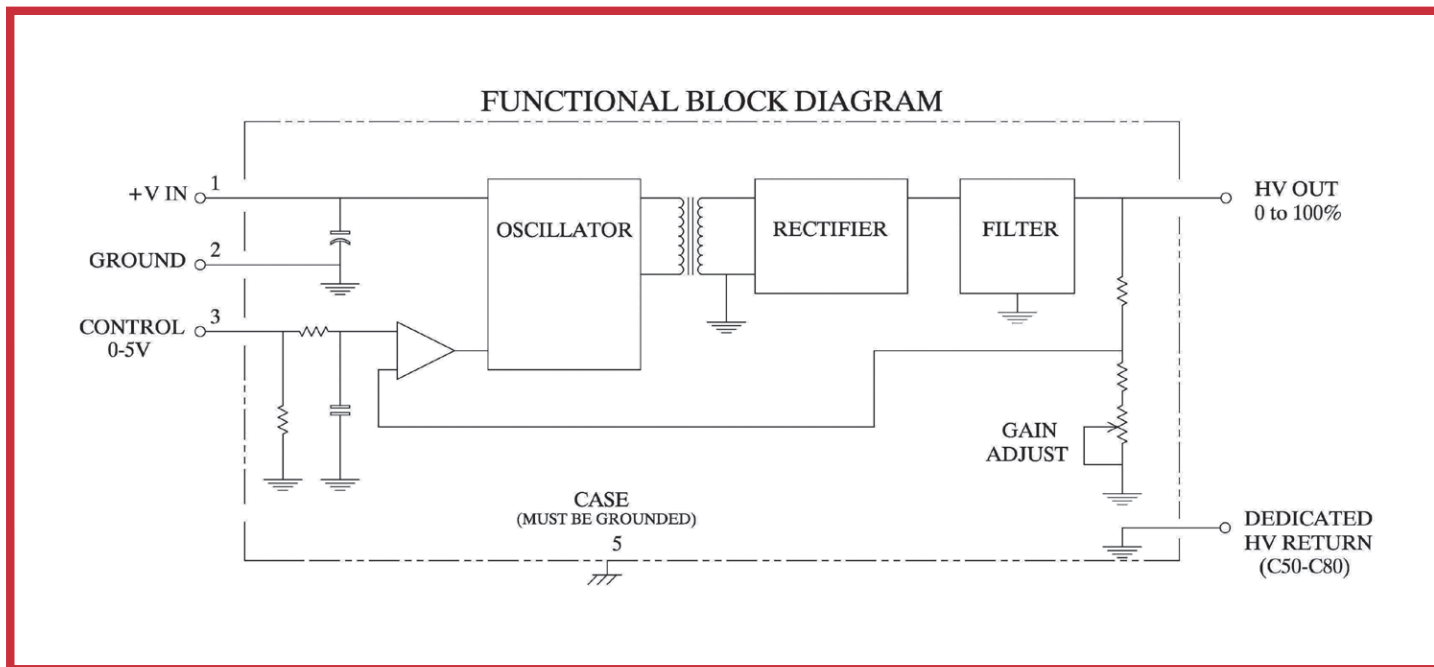 FUNCTIONAL BLOCK DIAGRAM
+V IN
1
GROUND
2
CONTROL
0-5V
3
OSCILLATOR
RECTIFIER
FILTER
HV OUT
0 to 100%
GAIN
ADJUST
CASE
(MUST BE GROUNDED)
5
DEDICATED
HV RETURN
(C50-C80)